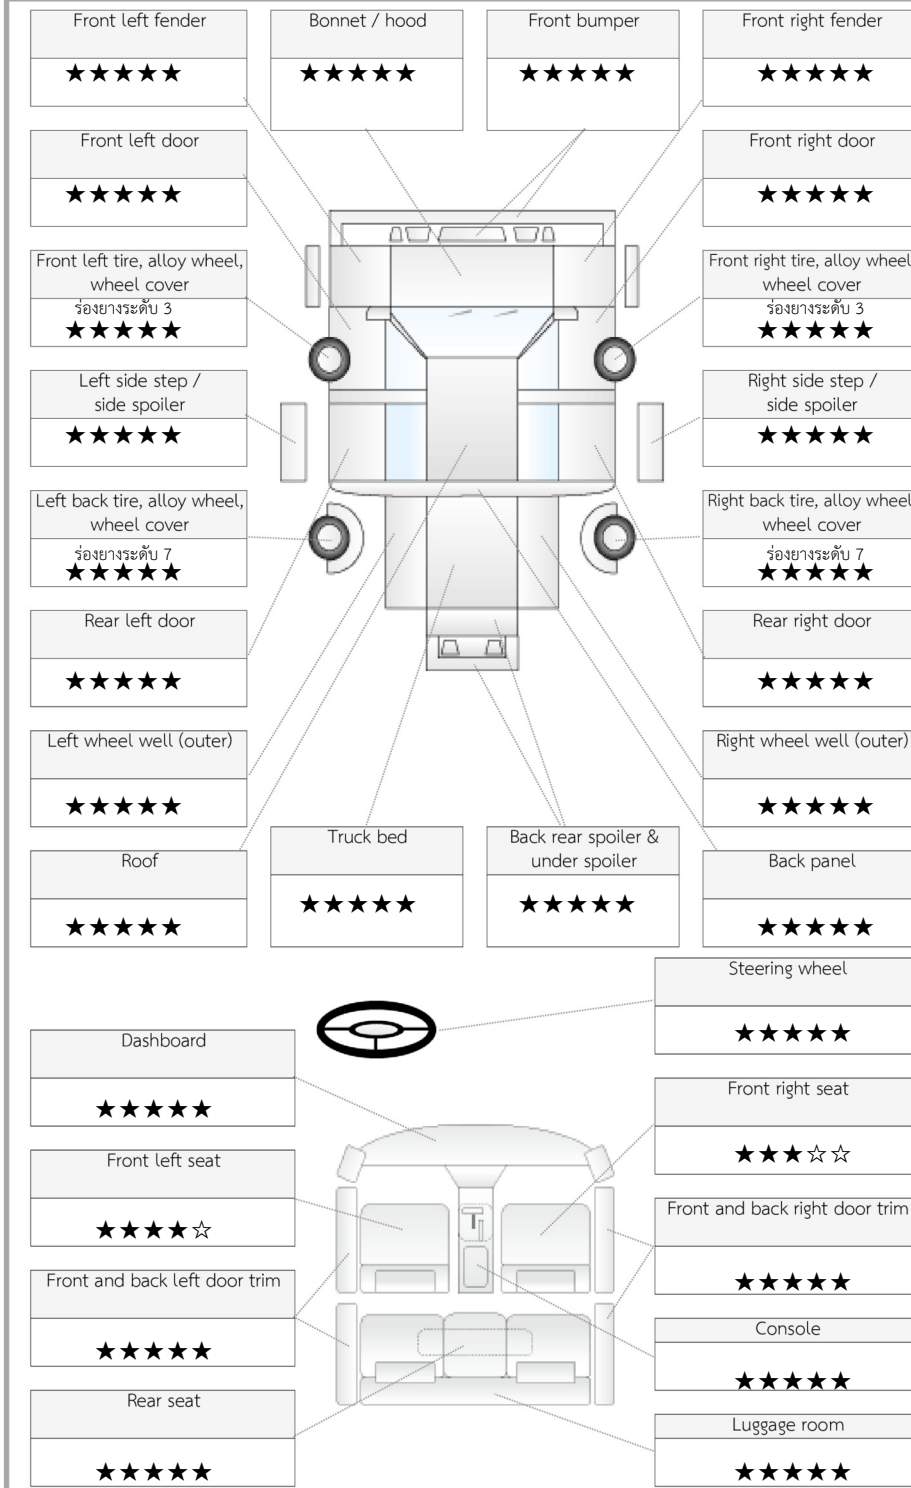 Front left fender
★★★★★
Bonnet / hood
★★★★★
Front bumper
★★★★★
Front right fender
★★★★★
Front left door
★★★★★
Front right door
★★★★★
Front left tire, alloy wheel,
wheel cover
ร่องยางระดับ 3
★★★★★
Front right tire, alloy wheel
wheel cover
ร่องยางระดับ 3
★★★★★
Left side step /
side spoiler
★★★★★
Right side step /
side spoiler
★★★★★
Left back tire, alloy wheel,
wheel cover
ร่องยางระดับ 7
★★★★★
Right back tire, alloy wheel
wheel cover
ร่องยางระดับ 7
★★★★★
Rear left door
★★★★★
Rear right door
★★★★★
Left wheel well (outer)
★★★★★
Right wheel well (outer)
★★★★★
Roof
★★★★★
Truck bed
★★★★★
Back rear spoiler &
under spoiler
★★★★★
Back panel
★★★★★
Steering wheel
★★★★★
Dashboard
★★★★★
Front right seat
★★★☆☆
Front left seat
★★★★☆
Front and back right door trim
★★★★★
Front and back left door trim
★★★★★
Console
★★★★★
Rear seat
★★★★★
Luggage room
★★★★★